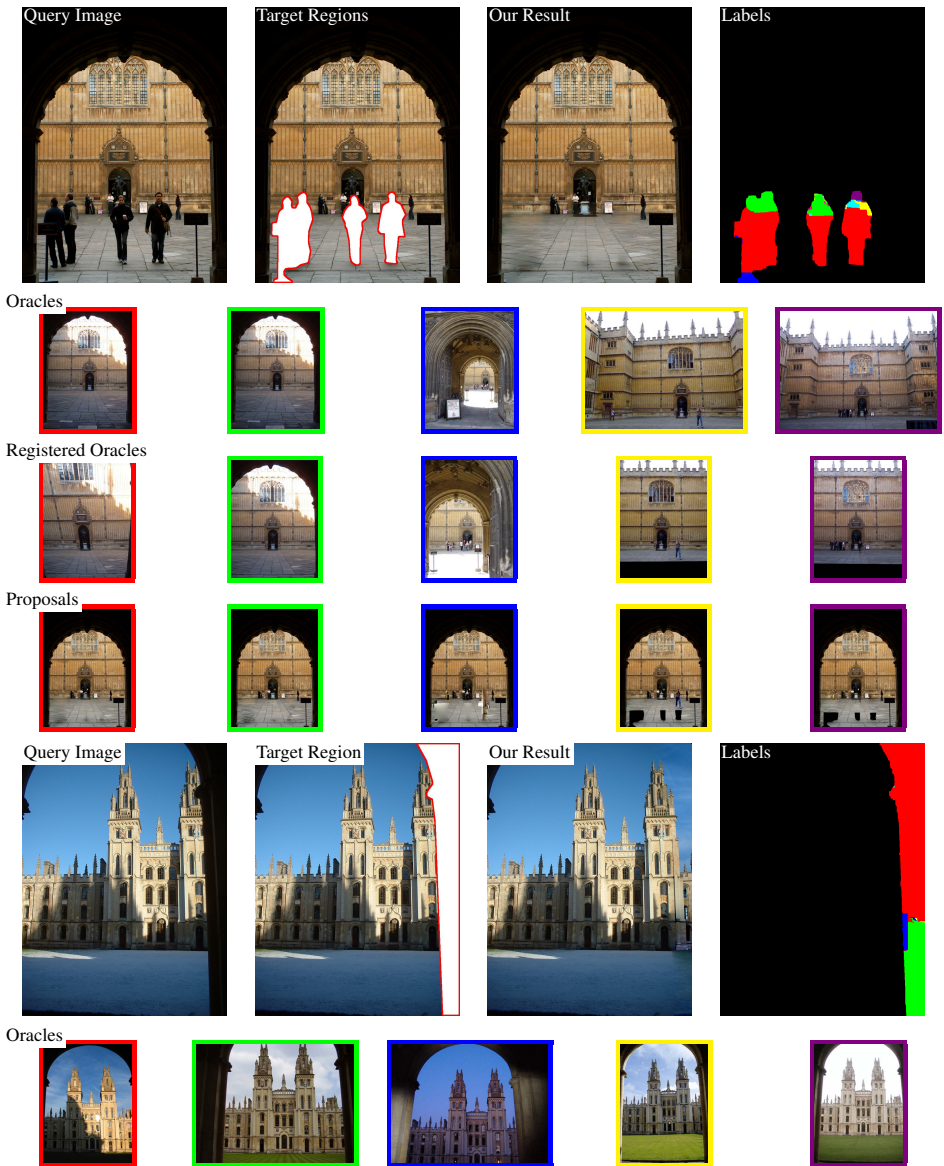 Query Image Target Regions Our Result Labels
Oracles
Registered Oracles
Proposals
Query Image Target Region Our Result Labels
Oracles